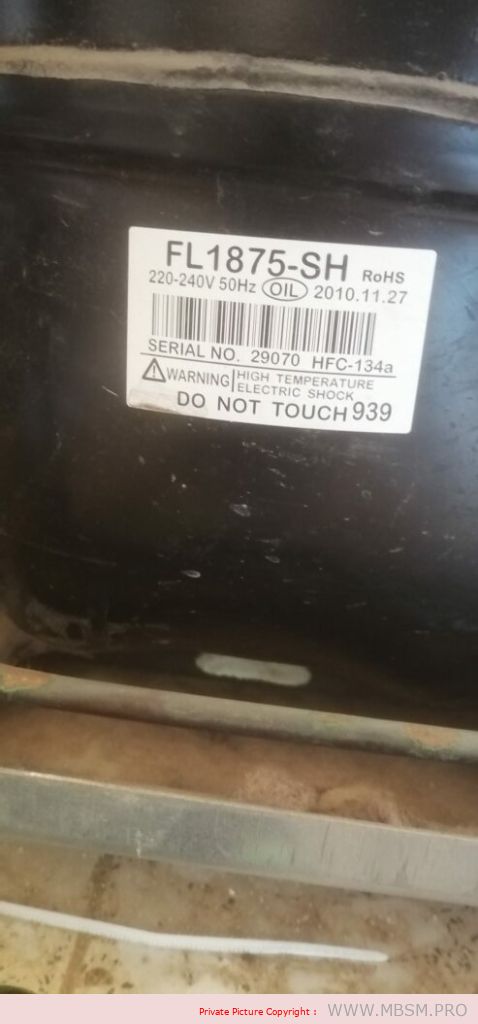 FL1875-SH RoHS
220-240V 50Hz OIL 2010.11.27
SERIAL NO. 29070 HFC-134a
WARNING HIGH TEMPERATURE
ELECTRIC SHOCK
DO NOT TOUCH 939
Private Picture Copyright : WWW.MBSM.PRO